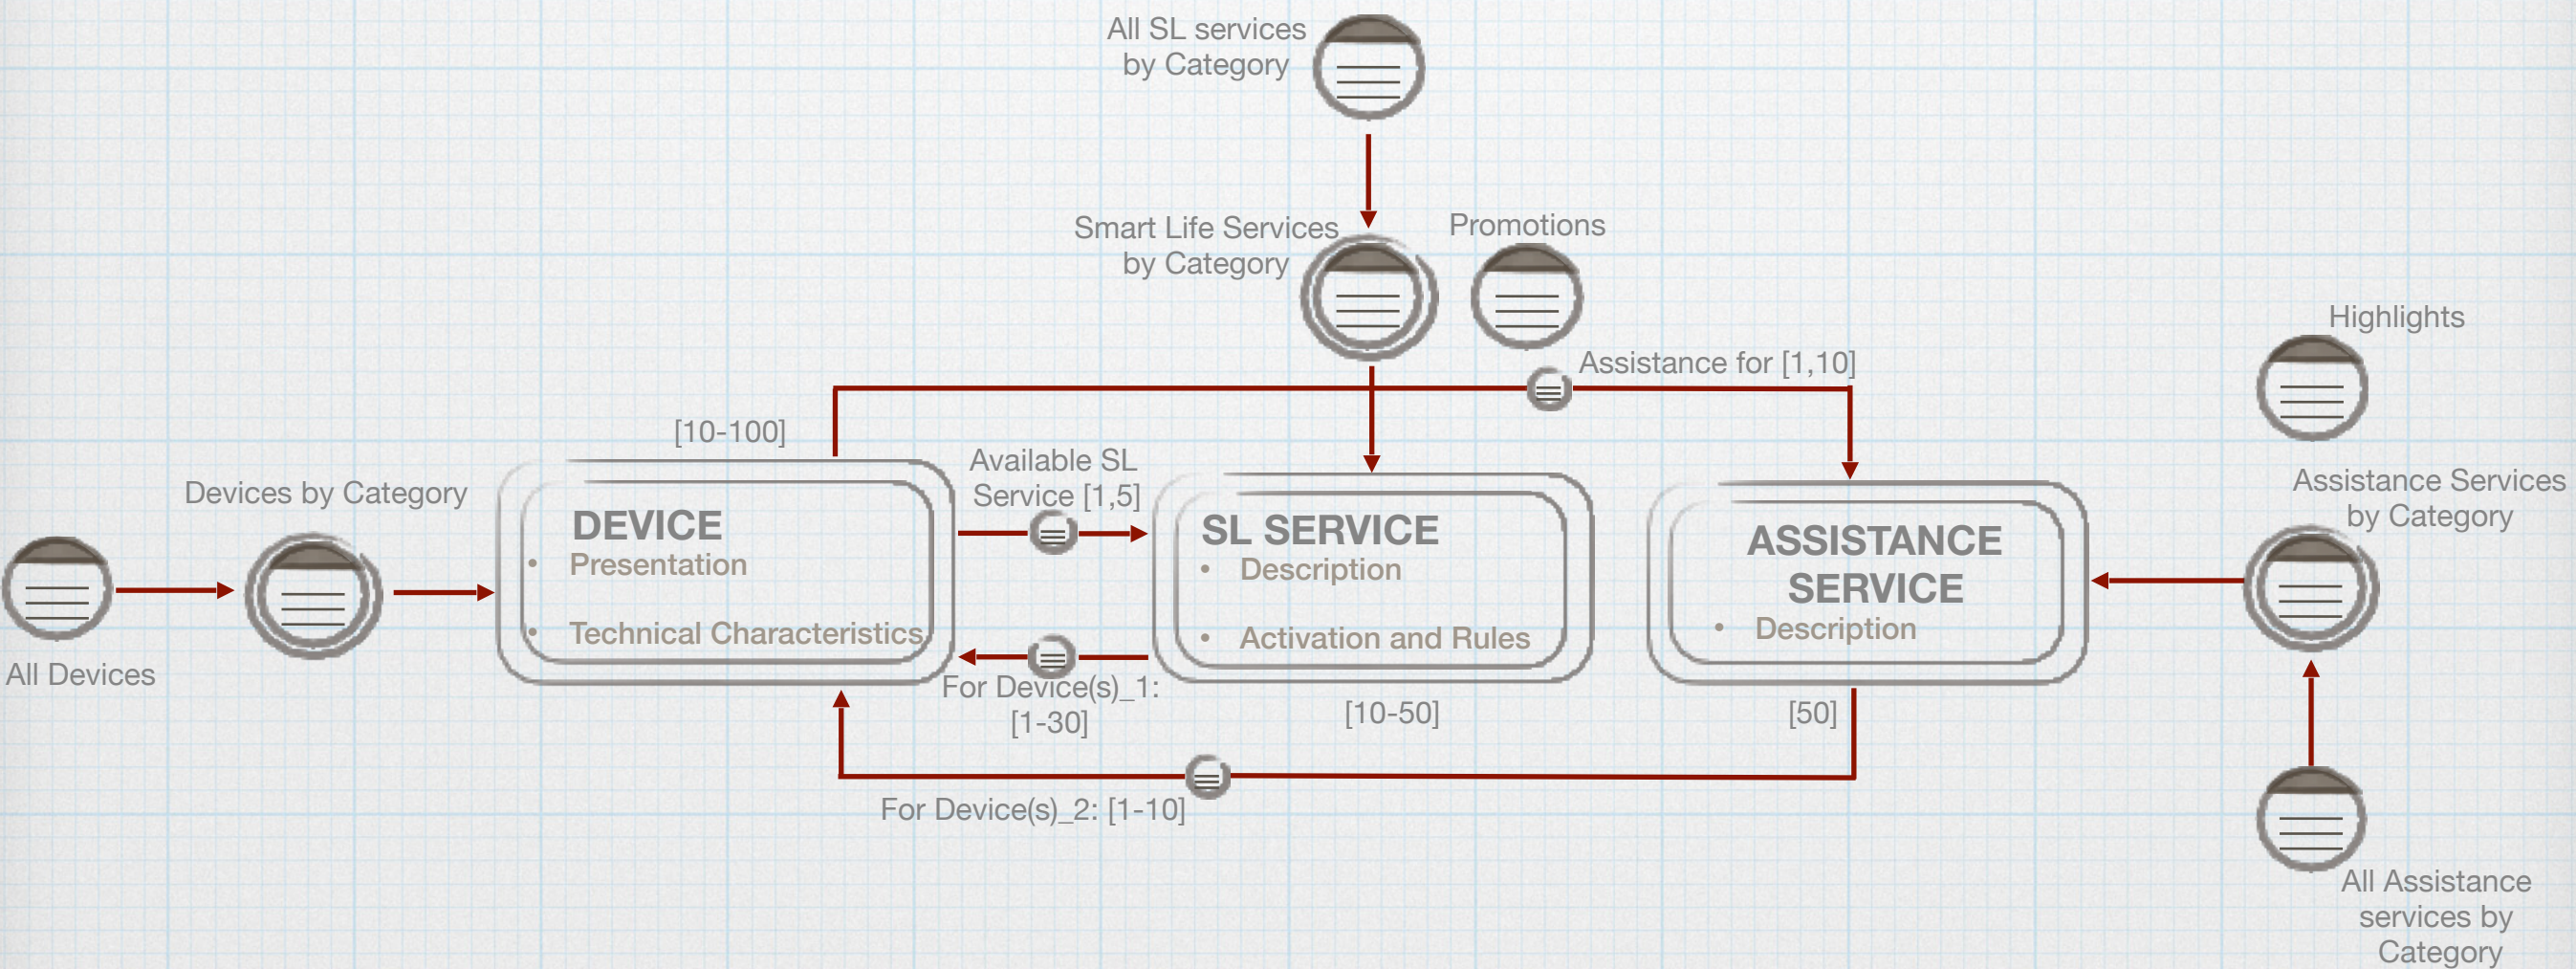 All SL services
by Category
Smart Life Services
by Category
Promotions
Highlights
Assistance for [1,10]
[10-100]
Available SL
Service [1,5]
Devices by Category
Assistance Services
by Category
DEVICE
• Presentation
• Technical Characteristics
SL SERVICE
• Description
• Activation and Rules
ASSISTANCE
SERVICE
• Description
All Devices
For Device(s)_1:
[1-30]
[10-50]
[50]
For Device(s)_2: [1-10]
All Assistance
services by
Category